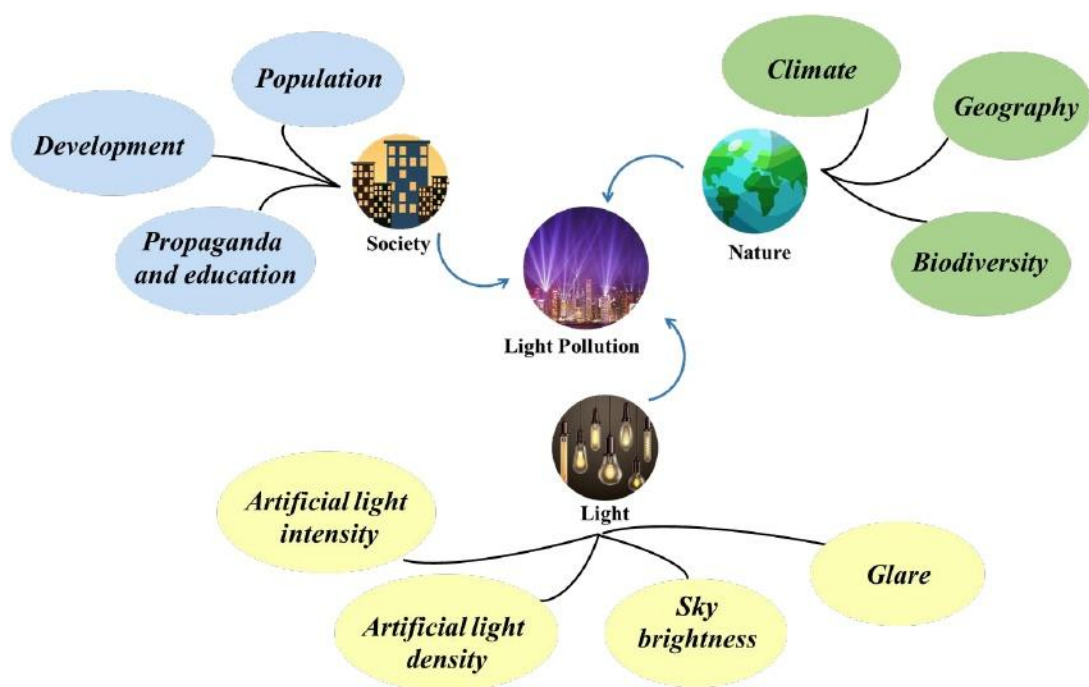 Population
Development
Propaganda
and education
Society
Climate
Geography
Biodiversity
Nature
Light Pollution
Light
Artificial light
intensity
Artificial light
density
Sky
brightness
Glare